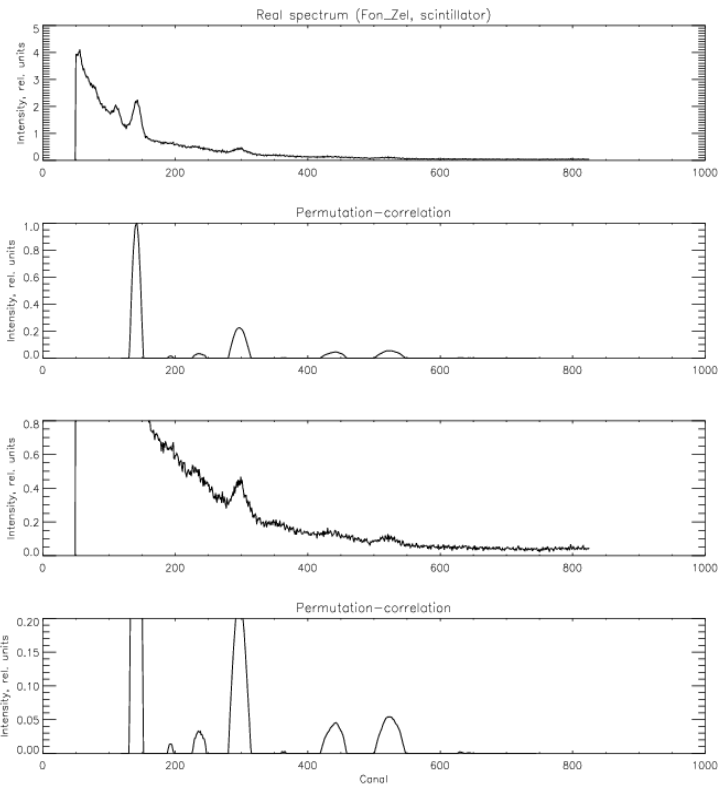 Real spectrum (Fon_Zel, scintillator)
Intensity, rel. units
5
4
3
2
1
0
0 200 400 600 800 1000
Permutation-correlation
Intensity, rel. units
1.0
0.8
0.6
0.4
0.2
0.0
0 200 400 600 800 1000
Intensity, rel. units
0.8
0.6
0.4
0.2
0.0
0 200 400 600 800 1000
Permutation-correlation
Intensity, rel. units
0.20
0.15
0.10
0.05
0.00
0 200 400 600 800 1000
Canal